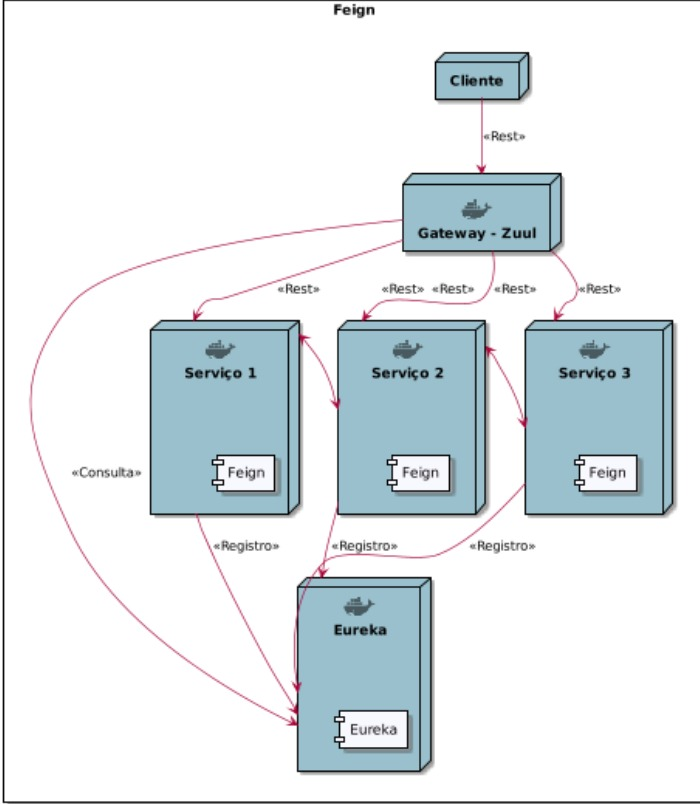 Feign
Cliente
«Rest»
Gateway - Zuul
«Rest»
«Rest»
«Rest»
«Rest»
«Rest»
Serviço 1
Serviço 2
Serviço 3
«Consulta»
Feign
Feign
Feign
«Registro»
«Registro»
«Registro»
Eureka
Eureka